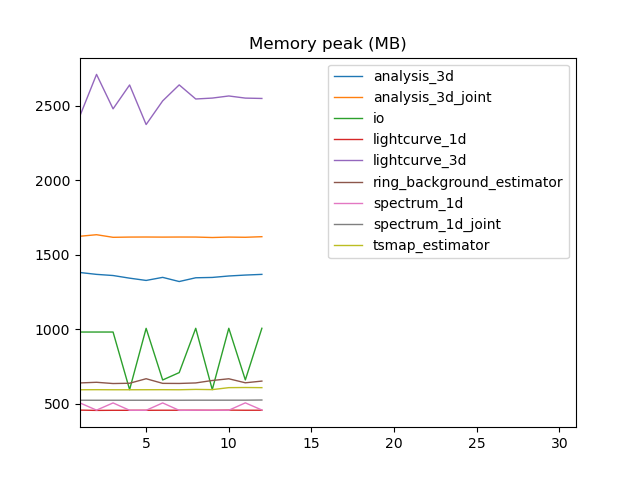 Memory peak (MB)
analysis_3d
analysis_3d_joint
io
lightcurve_1d
lightcurve_3d
ring_background_estimator
spectrum_1d
spectrum_1d_joint
tsmap_estimator
2500
2000
1500
1000
500
5 10 15 20 25 30